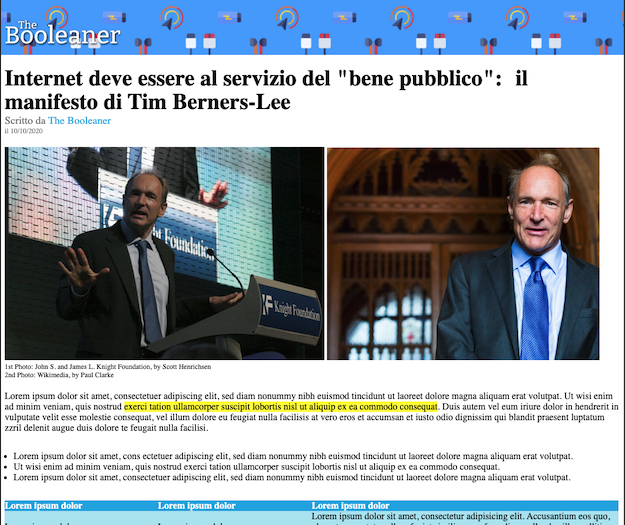 The
Booleaner
Internet deve essere al servizio del "bene pubblico": il
manifesto di Tim Berners-Lee
Scritto da The Booleaner
il 10/10/2020
Knight Foundation
Knight Foundation
1st Photo: John S. and James L. Knight Foundation, by Scott Henrichsen
2nd Photo: Wikimedia, by Paul Clarke
Lorem ipsum dolor sit amet, consectetuer adipiscing elit, sed diam nonummy nibh euismod tincidunt ut laoreet dolore magna aliquam erat volutpat. Ut wisi enim
ad minim veniam, quis nostrud exerci tation ullamcorper suscipit lobortis nisl ut aliquip ex ea commodo consequat. Duis autem vel eum iriure dolor in hendrerit in
vulputate velit esse molestie consequat, vel illum dolore eu feugiat nulla facilisis at vero eros et accumsan et iusto odio dignissim qui blandit praesent luptatum
zzril delenit augue duis dolore te feugait nulla facilisi.
Lorem ipsum dolor sit amet, cons ectetuer adipiscing elit, sed diam nonummy nibh euismod tincidunt ut laoreet dolore magna aliquam erat volutpat.
Ut wisi enim ad minim veniam, quis nostrud exerci tation ullamcorper suscipit lobortis nisl ut aliquip ex ea commodo consequat.
Lorem ipsum dolor sit amet, consectetuer adipiscing elit, sed diam nonummy nibh euismod tincidunt ut laoreet dolore magna aliquam erat volutpat.
Lorem ipsum dolor Lorem ipsum dolor Lorem ipsum dolor
Lorem ipsum dolor sit amet, consectetur adipisicing elit. Accusantium eos quo,